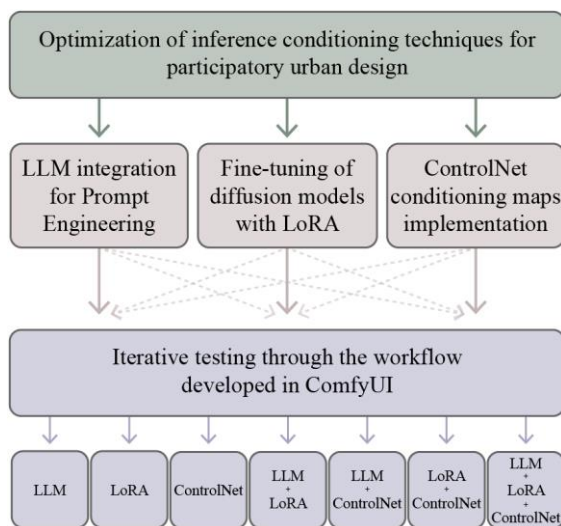 Optimization of inference conditioning techniques for
participatory urban design
LLM integration
for Prompt
Engineering
Fine-tuning of
diffusion models
with LoRA
ControlNet
conditioning maps
implementation
Iterative testing through the workflow
developed in ComfyUI
LLM
LoRA
ControlNet
LLM
+
LoRA
LLM
+
ControlNet
LoRA
+
ControlNet
LLM
+
LoRA
+
ControlNet